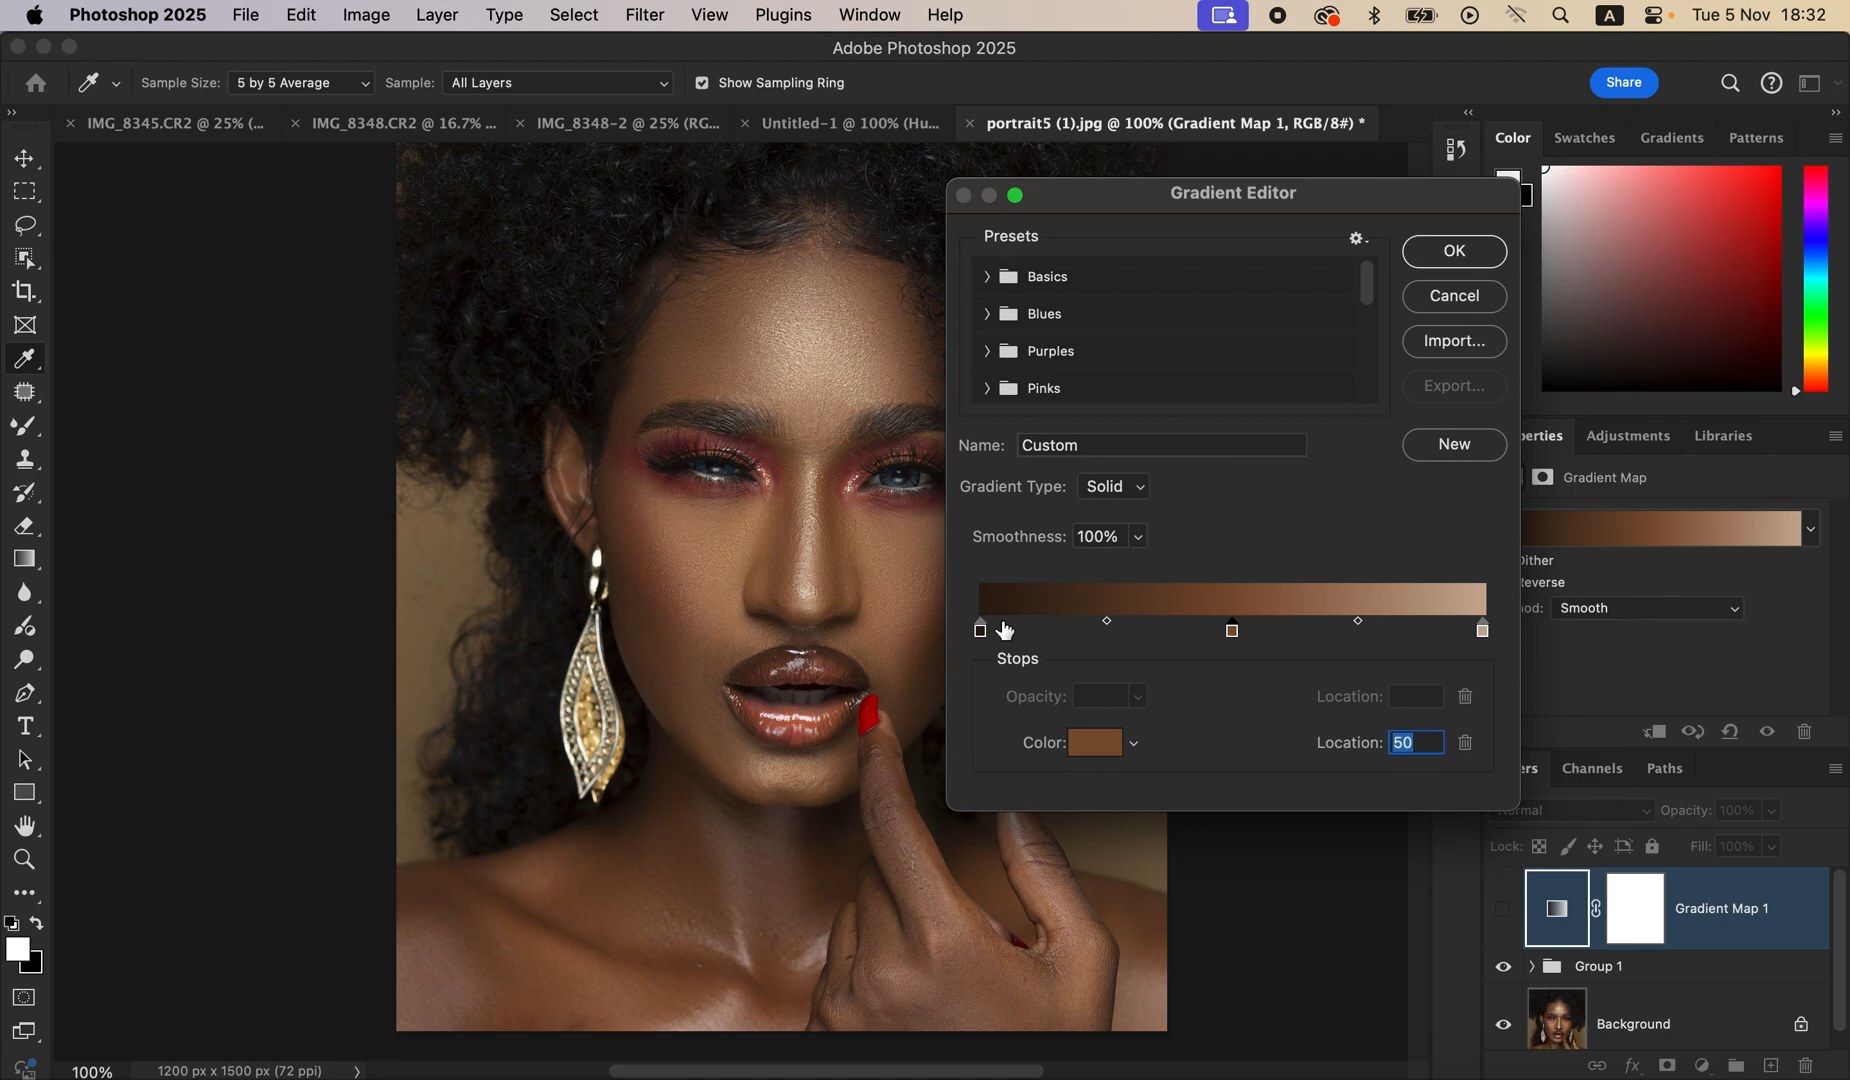 Photoshop 2025 File Edit Image Layer Type Select Filter View Plugins Window Help A Tue 5 Nov 18:32
Adobe Photoshop 2025
Sample Size: 5 by 5 Average Sample: All Layers Show Sampling Ring Share
IMG_8345.CR2 @ 25% (... IMG_8348.CR2 @ 16.7% ... IMG_8348-2 @ 25% (RG... Untitled-1 @ 100% (Hu... portrait5 (1).jpg @ 100% (Gradient Map 1, RGB/8#) *
Color Swatches Gradients Patterns
Gradient Editor
Presets
OK
Basics
Cancel
Blues
Import...
Purples
Export...
Pinks
Name: Custom
New
Gradient Type: Solid
Smoothness: 100%
Stops
Opacity: Location:
Color: Location: 50
perties Adjustments Libraries
Gradient Map
Dither
Reverse
hod: Smooth
ers Channels Paths
Normal Opacity: 100%
Lock: Fill: 100%
Gradient Map 1
Group 1
Background
fx
100% 1200 px x 1500 px (72 ppi)